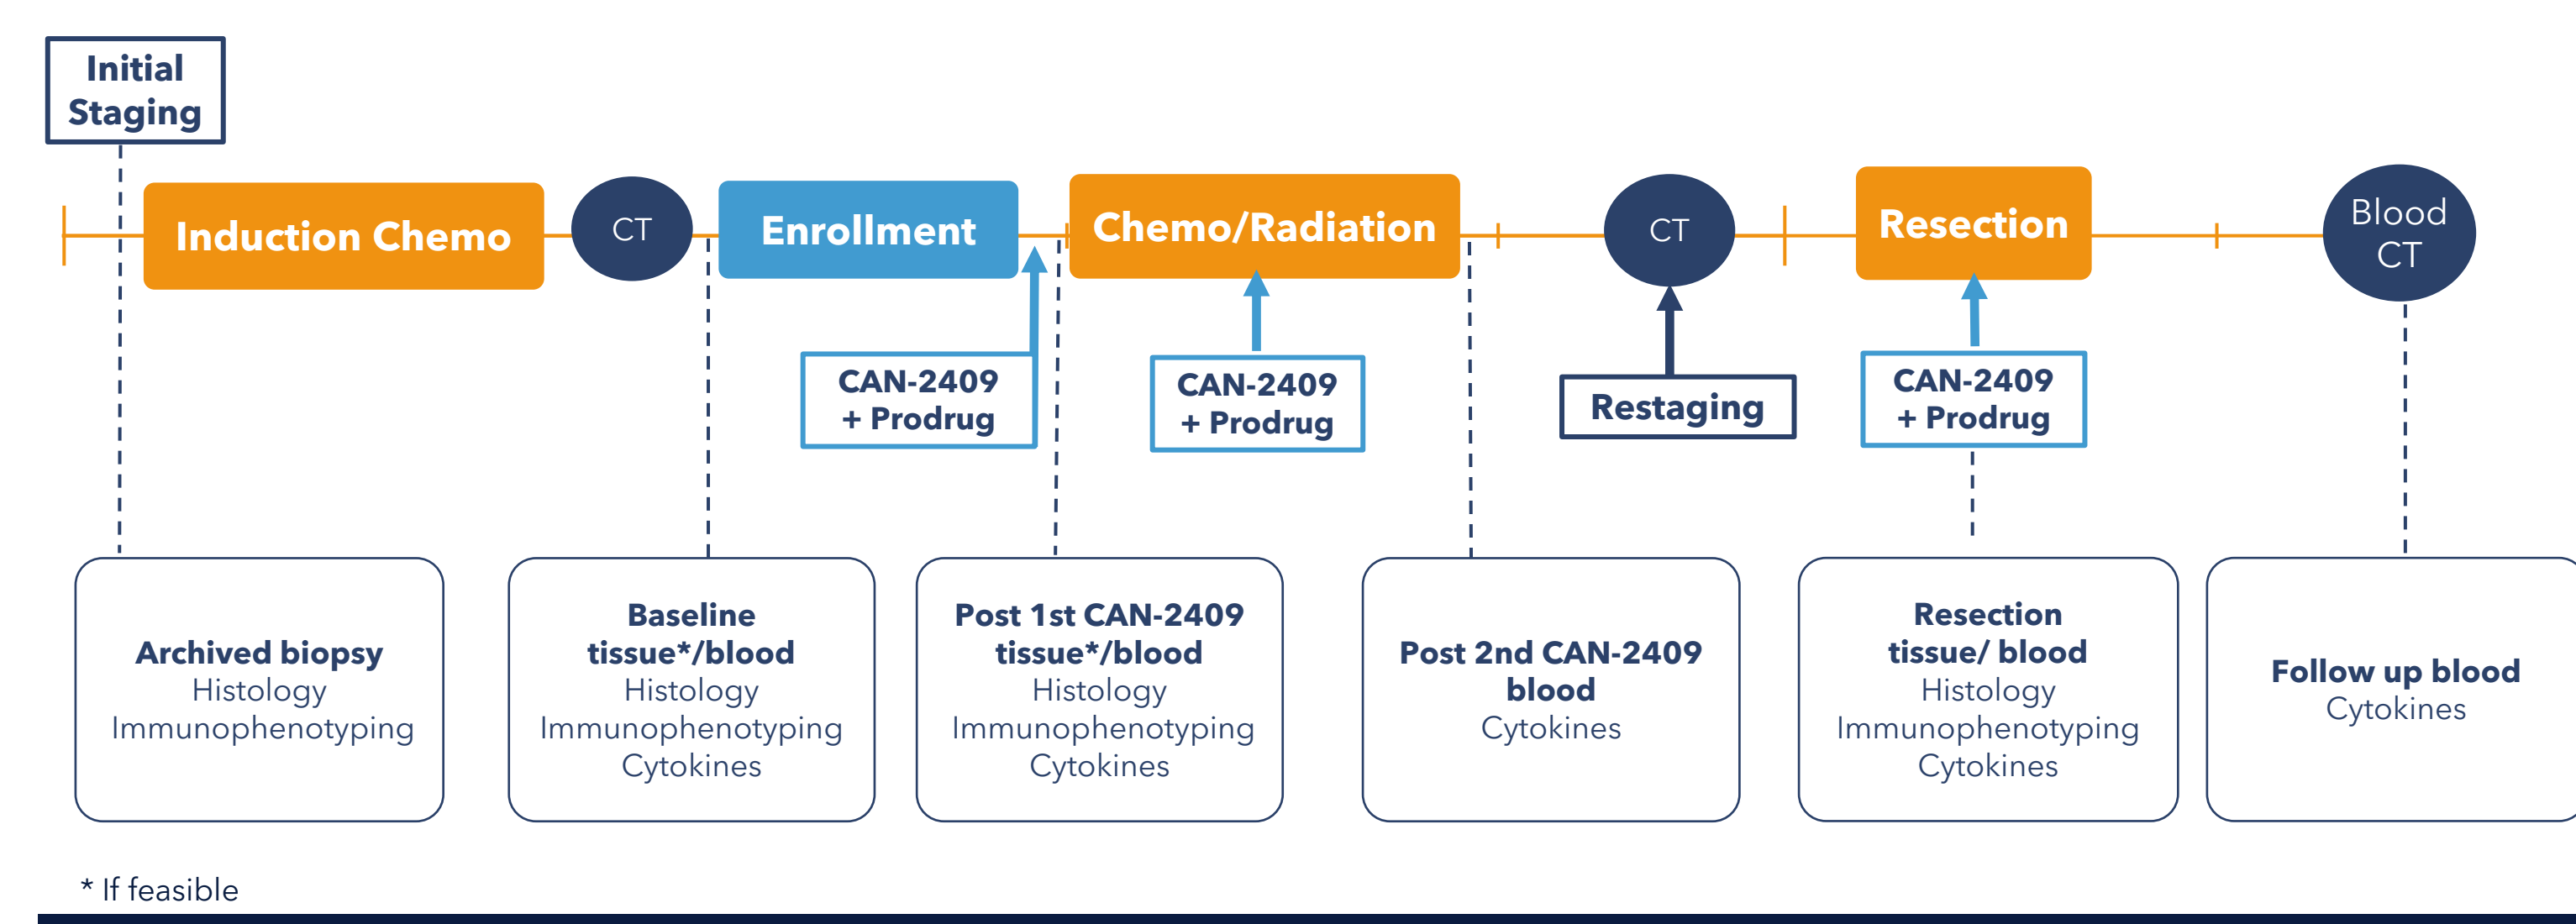 Initial
Staging
Induction Chemo
CT
Enrollment
Chemo/Radiation
CT
Resection
Blood
CT
CAN-2409
+ Prodrug
CAN-2409
+ Prodrug
Restaging
CAN-2409
+ Prodrug
Archived biopsy
Histology
Immunophenotyping
Baseline
tissue*/blood
Histology
Immunophenotyping
Cytokines
Post 1st CAN-2409
tissue*/blood
Histology
Immunophenotyping
Cytokines
Post 2nd CAN-2409
blood
Cytokines
Resection
tissue/ blood
Histology
Immunophenotyping
Cytokines
Follow up blood
Cytokines
* If feasible